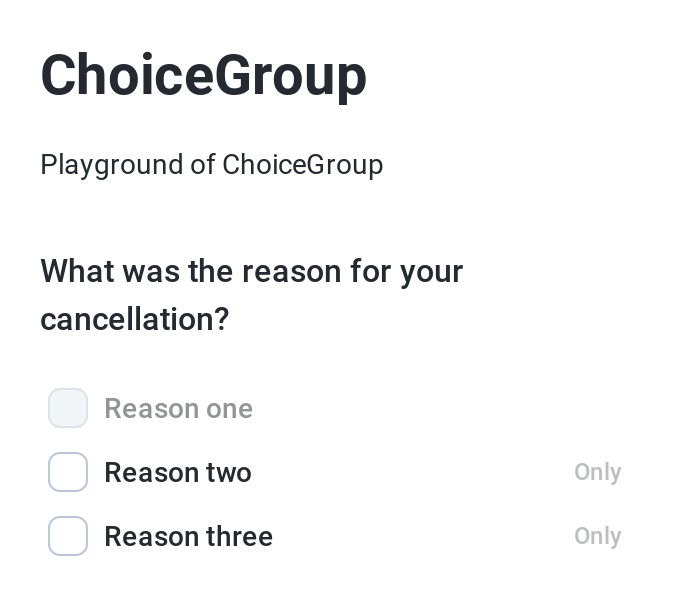 ChoiceGroup
Playground of ChoiceGroup
What was the reason for your
cancellation?
Reason one
Reason two Only
Reason three Only